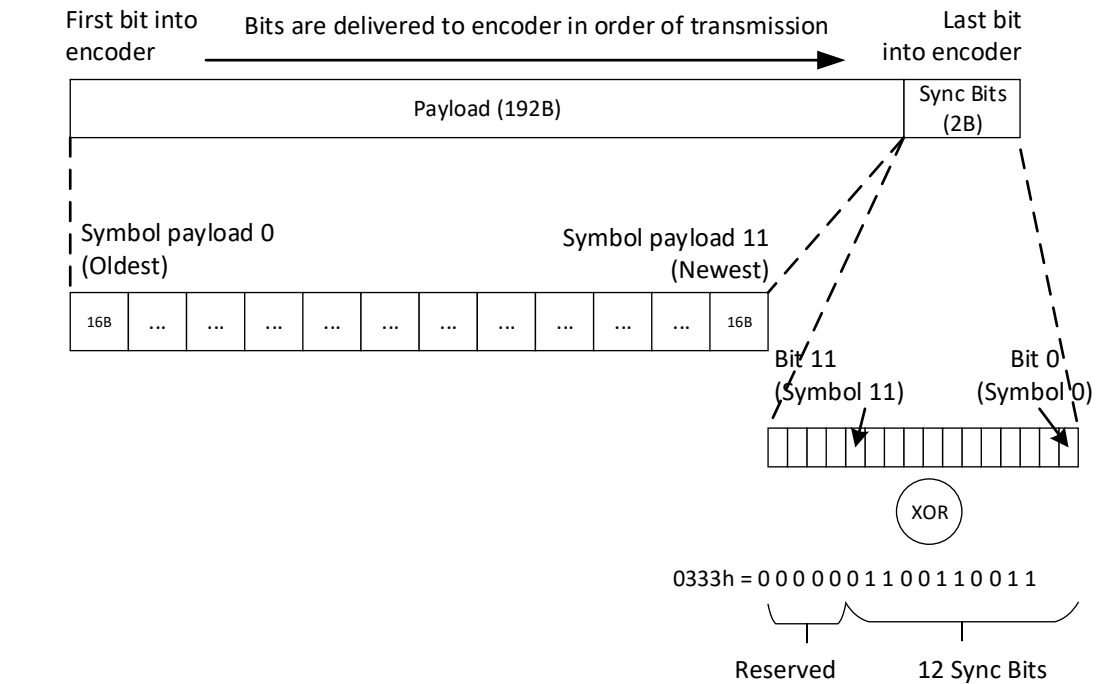 First bit into
encoder
Bits are delivered to encoder in order of transmission
Last bit
into encoder
Payload (192B)
Sync Bits
(2B)
Symbol payload 0
(Oldest)
Symbol payload 11
(Newest)
16B ... ... ... ... ... ... ... ... ... ... 16B
Bit 11
(Symbol 11)
Bit 0
(Symbol 0)
XOR
0333h = 0 0 0 0 0 0 1 1 0 0 1 1 0 0 1 1
Reserved
12 Sync Bits